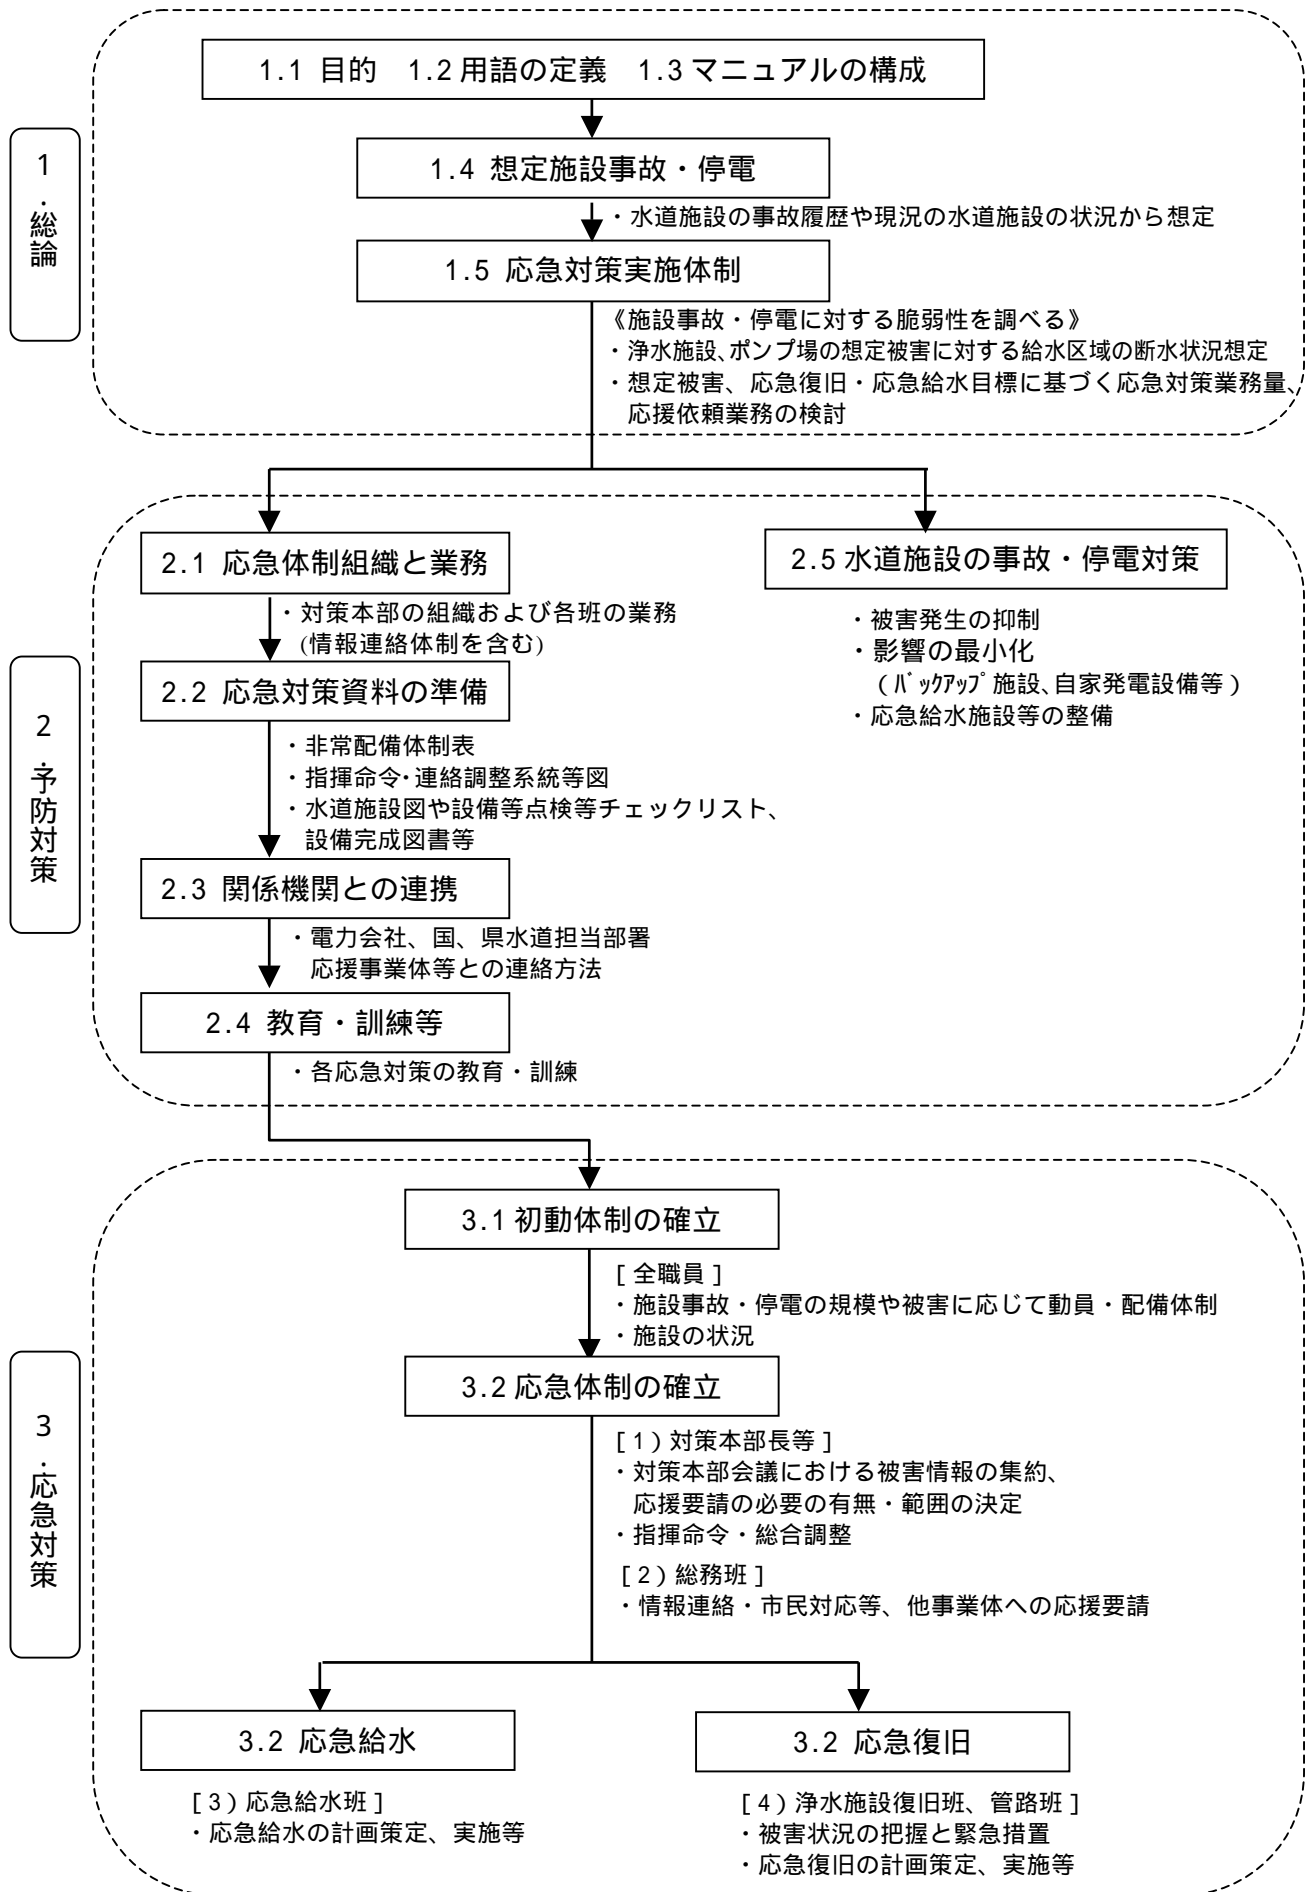 1.1 目的　1.2 用語の定義　1.3 マニュアルの構成
1.4 想定施設事故・停電
・水道施設の事故履歴や現況の水道施設の状況から想定
1.5 応急対策実施体制
《施設事故・停電に対する脆弱性を調べる》
・浄水施設、ポンプ場の想定被害に対する給水区域の断水状況想定
・想定被害、応急復旧・応急給水目標に基づく応急対策業務量、
応援依頼業務の検討
1・総論
2.1 応急体制組織と業務
・対策本部の組織および各班の業務
(情報連絡体制を含む)
2.2 応急対策資料の準備
・非常配備体制表
・指揮命令・連絡調整系統等図
・水道施設図や設備等点検等チェックリスト、
設備完成図書等
2.3 関係機関との連携
・電力会社、国、県水道担当部署
応援事業体等との連絡方法
2.4 教育・訓練等
・各応急対策の教育・訓練
2.5 水道施設の事故・停電対策
・被害発生の抑制
・影響の最小化
（ﾊﾞｯｸｱｯﾌﾟ施設、自家発電設備等）
・応急給水施設等の整備
2・予防対策
3.1 初動体制の確立
[ 全職員 ]
・施設事故・停電の規模や被害に応じて動員・配備体制
・施設の状況
3.2 応急体制の確立
[ 1 ) 対策本部長等 ]
・対策本部会議における被害情報の集約、
応援要請の必要の有無・範囲の決定
・指揮命令・総合調整
[ 2 ) 総務班 ]
・情報連絡・市民対応等、他事業体への応援要請
3・応急対策
3.2 応急給水
[ 3 ) 応急給水班 ]
・応急給水の計画策定、実施等
3.2 応急復旧
[ 4 ) 浄水施設復旧班、管路班 ]
・被害状況の把握と緊急措置
・応急復旧の計画策定、実施等